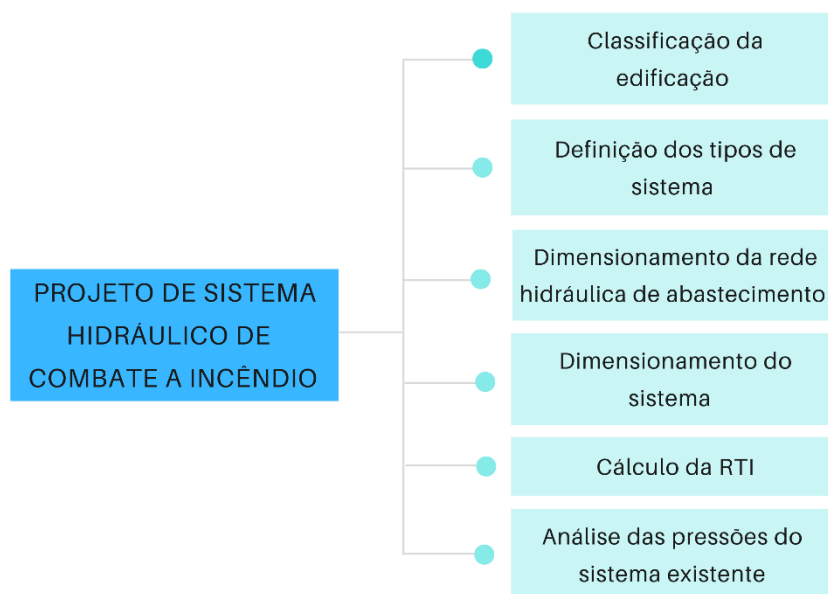 PROJETO DE SISTEMA
HIDRÁULICO DE
COMBATE A INCÊNDIO
Classificação da
edificação
Definição dos tipos de
sistema
Dimensionamento da rede
hidráulica de abastecimento
Dimensionamento do
sistema
Cálculo da RTI
Análise das pressões do
sistema existente